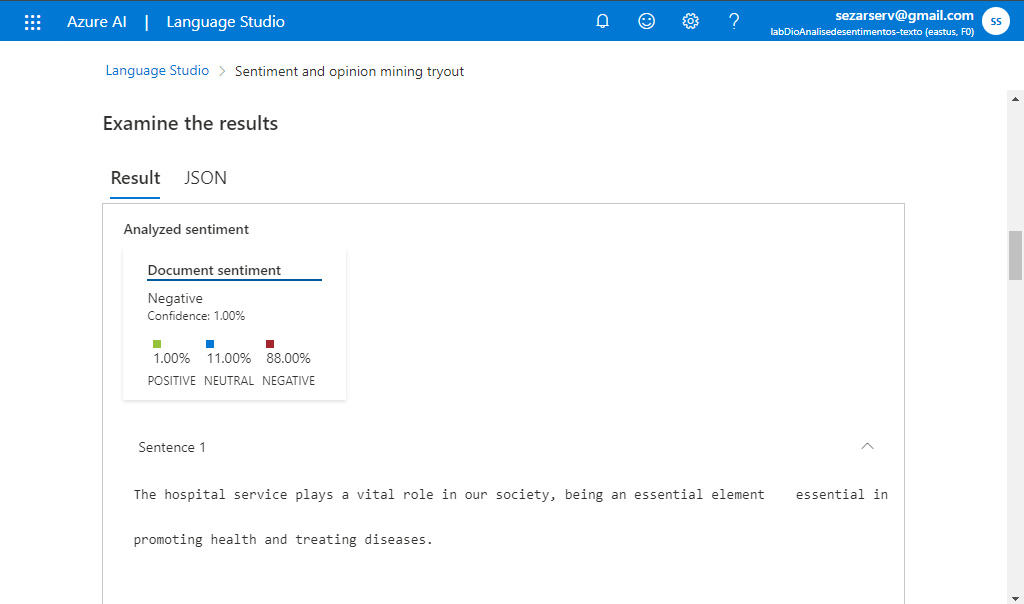 Azure AI | Language Studio
sezarserv@gmail.com
labDioAnalisedesentimentos-texto (eastus, F0)
SS
Language Studio > Sentiment and opinion mining tryout
Examine the results
Result JSON
Analyzed sentiment
Document sentiment
Negative
Confidence: 1.00%
1.00% 11.00% 88.00%
POSITIVE NEUTRAL NEGATIVE
Sentence 1
The hospital service plays a vital role in our society, being an essential element essential in
promoting health and treating diseases.